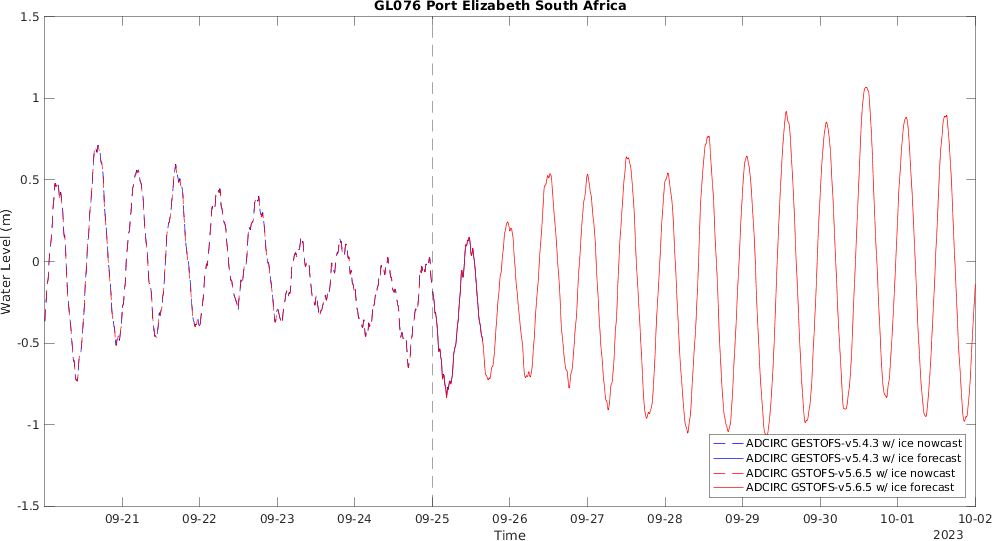 GL076 Port Elizabeth South Africa
1.5
1
0.5
0
-0.5
-1
-1.5
Water Level (m)
ADCIRC GESTOFS-v5.4.3 w/ ice nowcast
ADCIRC GESTOFS-v5.4.3 w/ ice forecast
ADCIRC GSTOFS-v5.6.5 w/ ice nowcast
ADCIRC GSTOFS-v5.6.5 w/ ice forecast
09-21 09-22 09-23 09-24 09-25 09-26 09-27 09-28 09-29 09-30 10-01 10-02
Time
2023